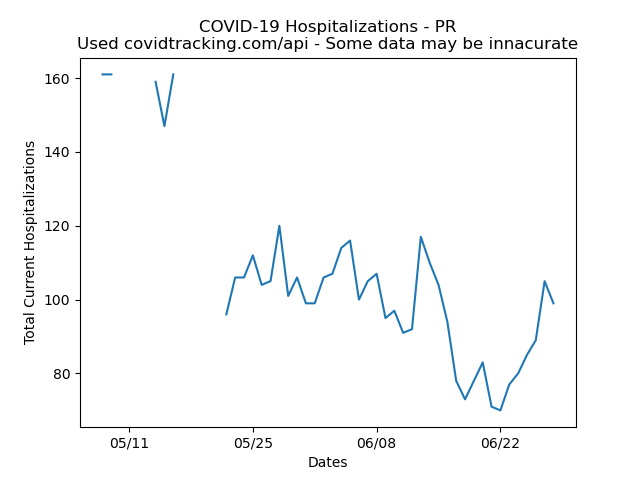 COVID-19 Hospitalizations - PR
Used covidtracking.com/api - Some data may be innacurate
160
140
120
100
80
Total Current Hospitalizations
05/11
05/25
06/08
06/22
Dates